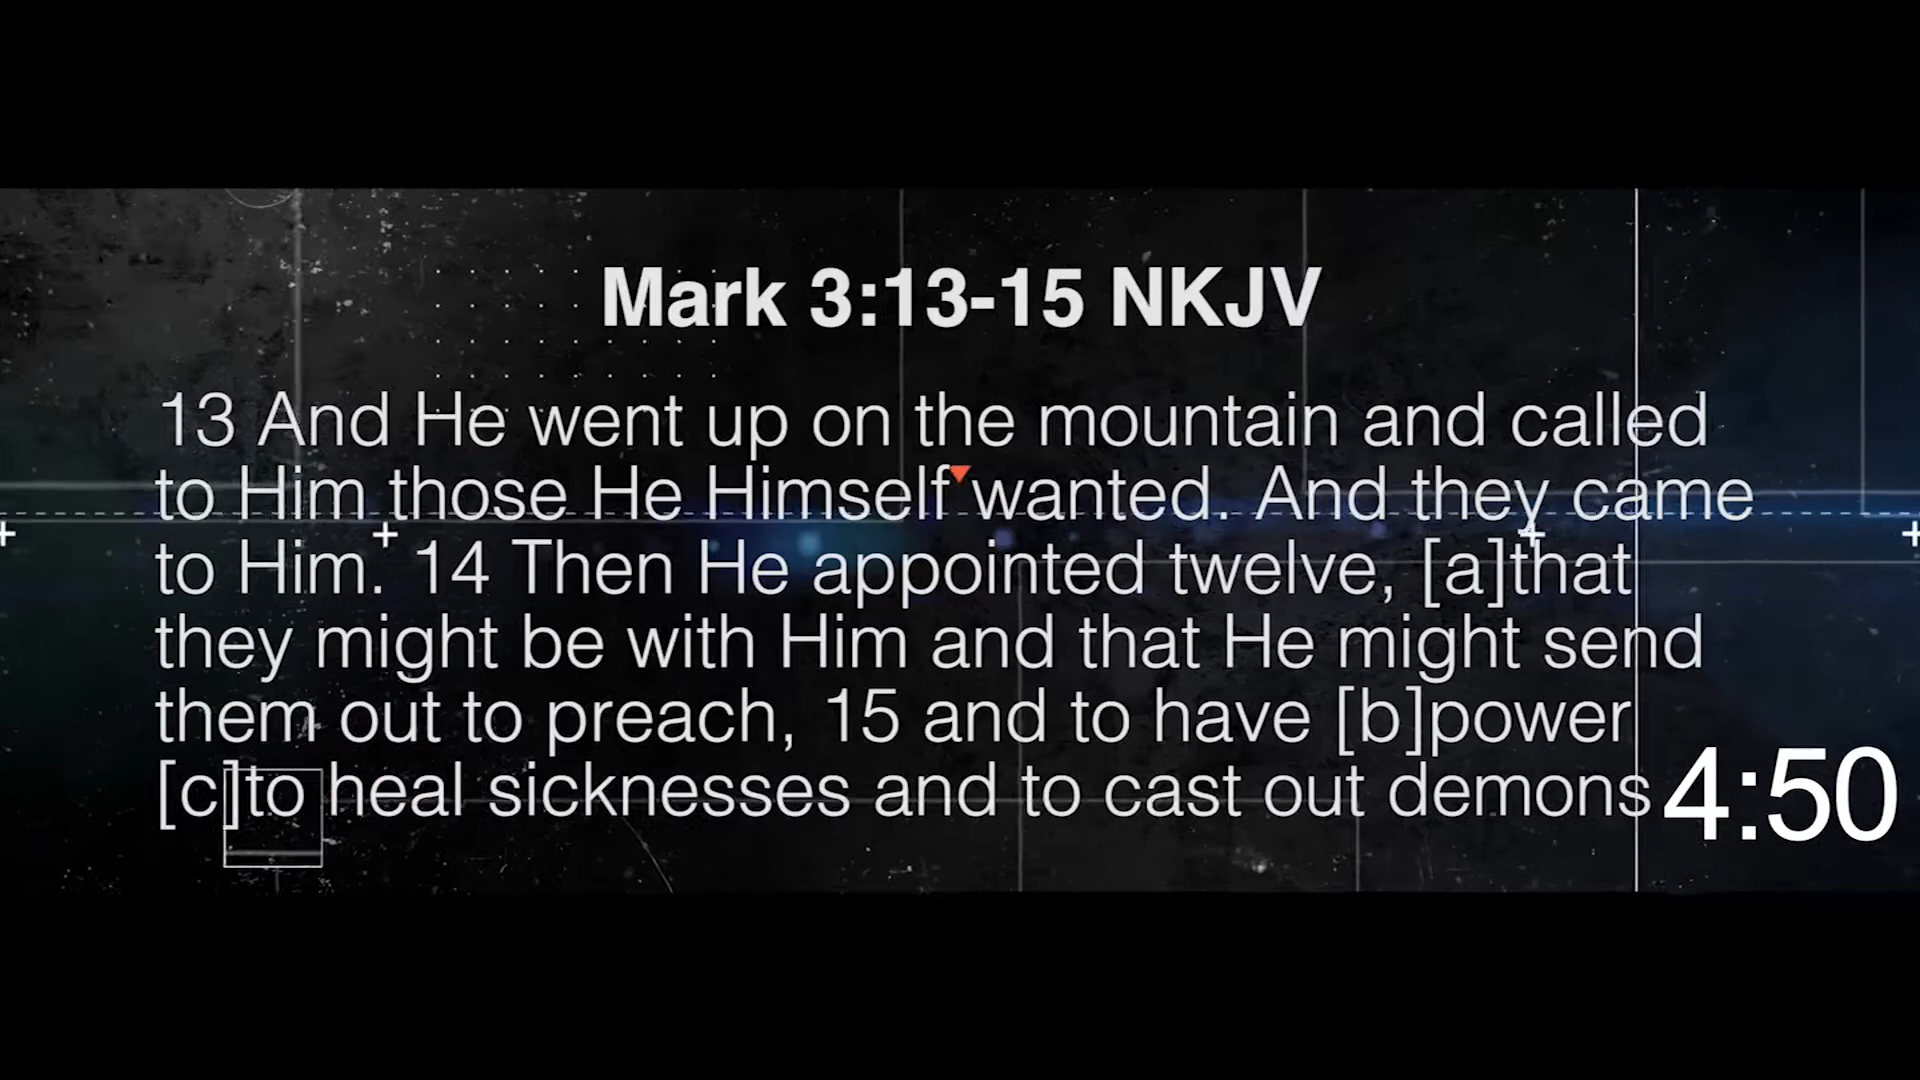 Mark 3:13-15 NKJV
13 And He went up on the mountain and called
to Him those He Himself wanted. And they came
to Him. 14 Then He appointed twelve, [a]that
they might be with Him and that He might send
them out to preach, 15 and to have [b]power
[c]to heal sicknesses and to cast out demons
4:50